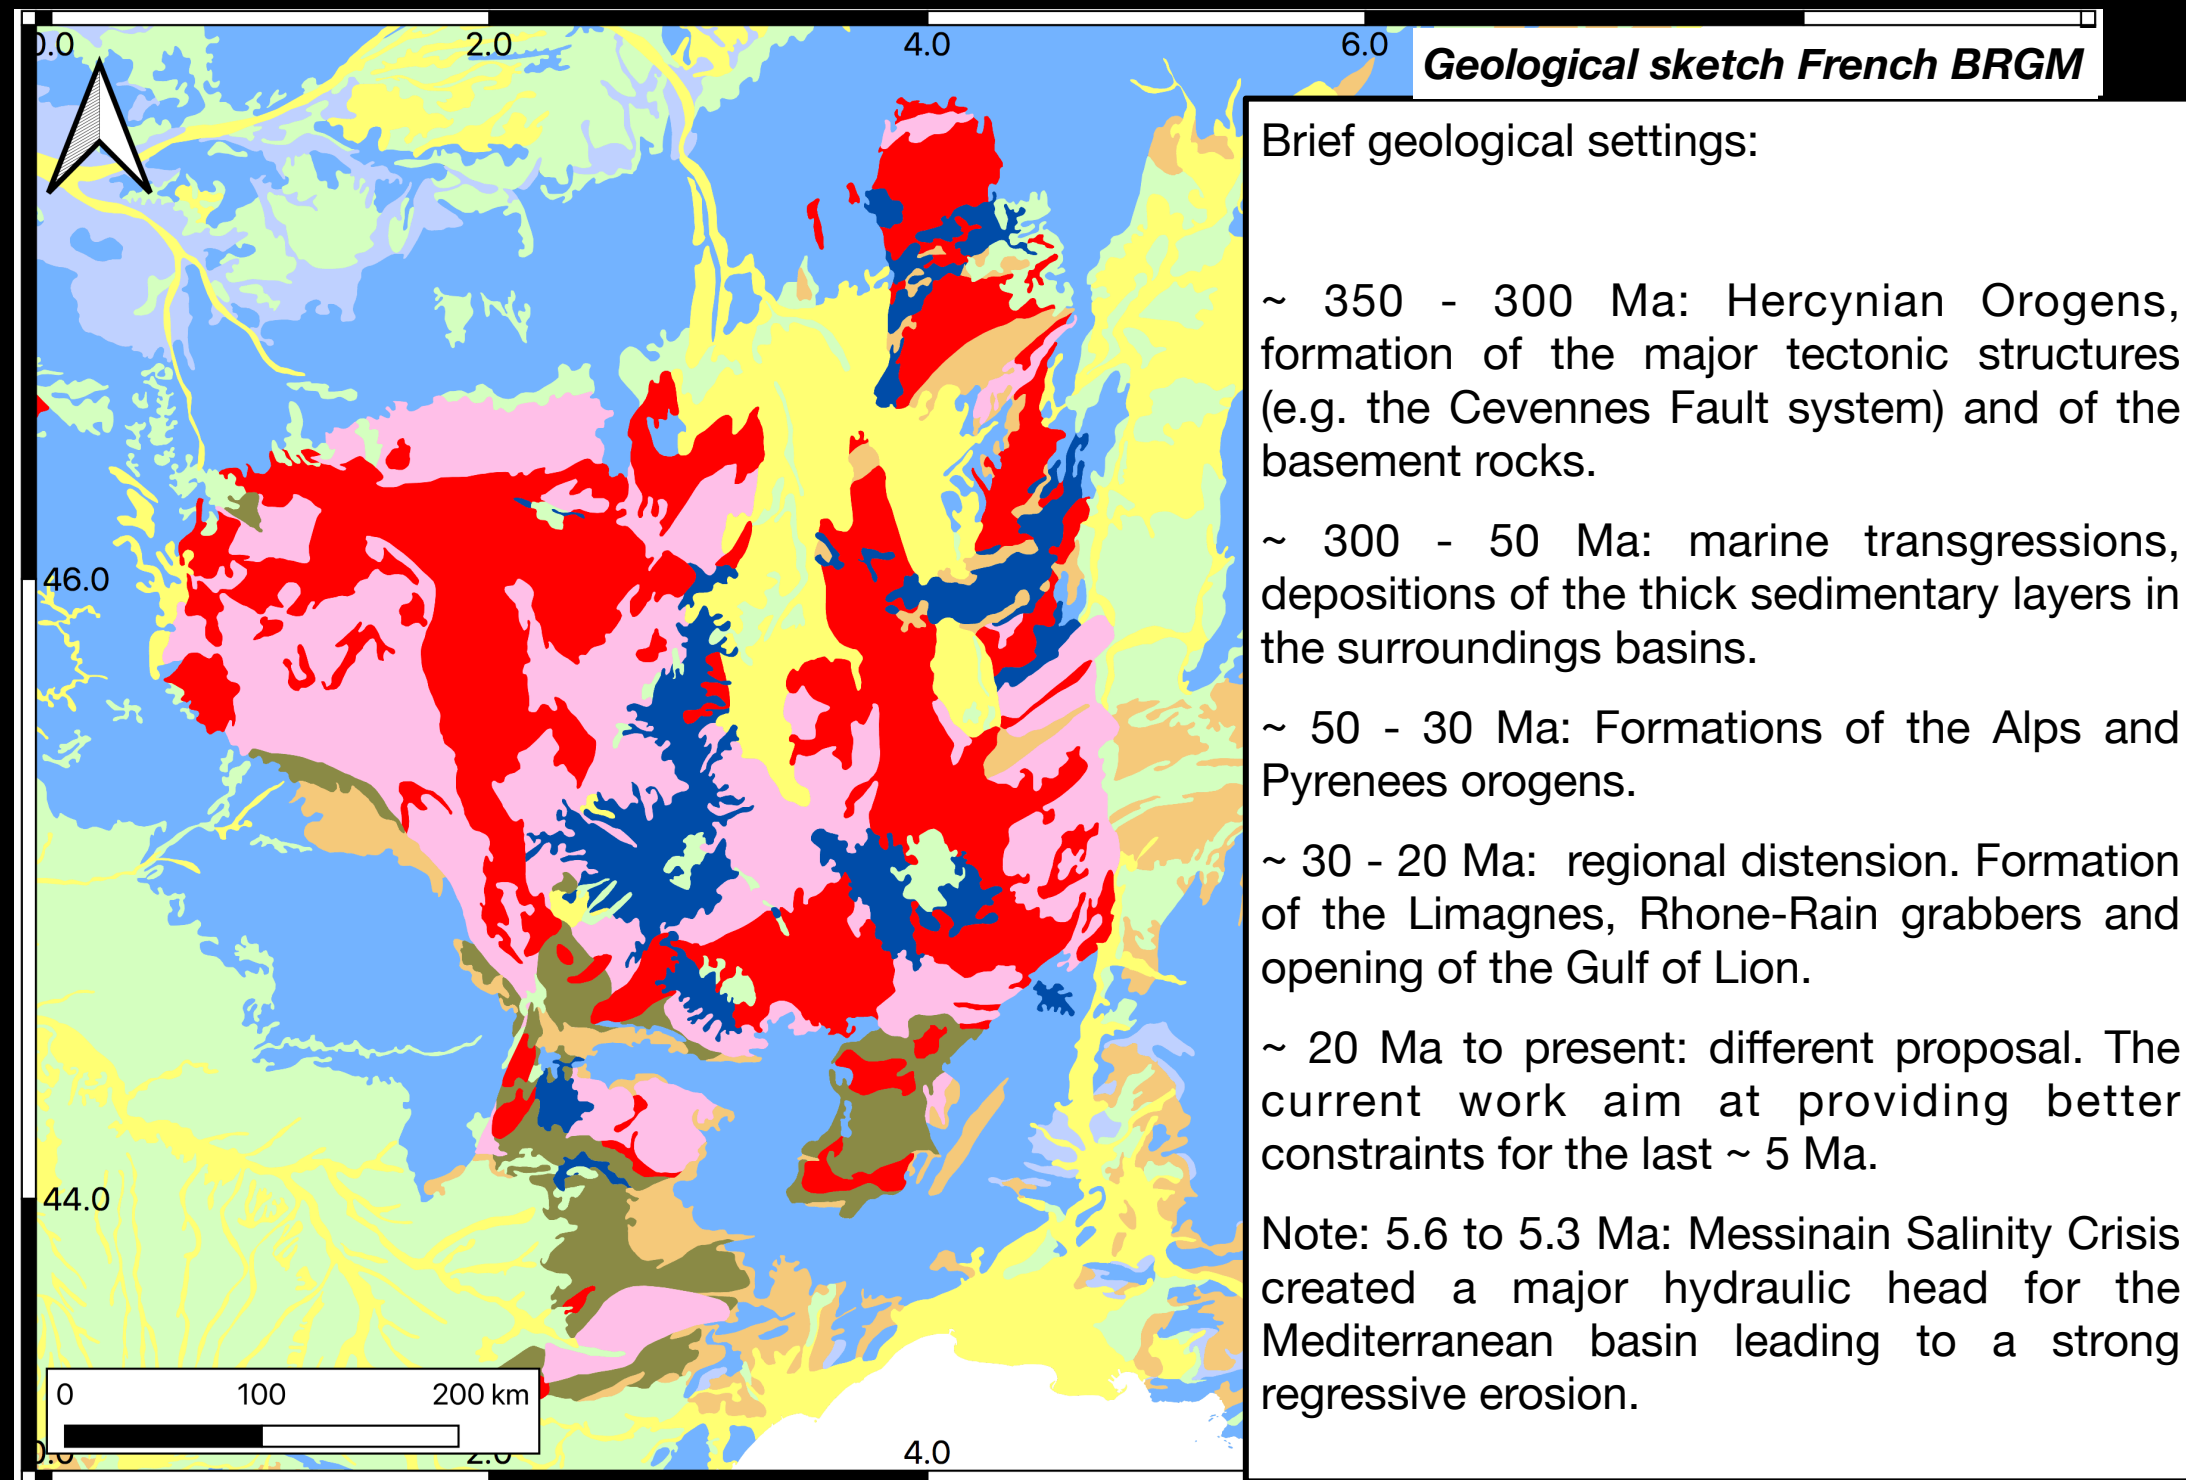 0.0
2.0
4.0
6.0
Geological sketch French BRGM
Brief geological settings:
~ 350 - 300 Ma: Hercynian Orogens,
formation of the major tectonic structures
(e.g. the Cevennes Fault system) and of the
basement rocks.
~ 300 - 50 Ma: marine transgressions,
depositions of the thick sedimentary layers in
the surroundings basins.
~ 50 - 30 Ma: Formations of the Alps and
Pyrenees orogens.
~ 30 - 20 Ma: regional distension. Formation
of the Limagnes, Rhone-Rain grabbers and
opening of the Gulf of Lion.
~ 20 Ma to present: different proposal. The
current work aim at providing better
constraints for the last ~ 5 Ma.
Note: 5.6 to 5.3 Ma: Messinain Salinity Crisis
created a major hydraulic head for the
Mediterranean basin leading to a strong
regressive erosion.
46.0
44.0
0 100 200 km
0.0
2.0
4.0